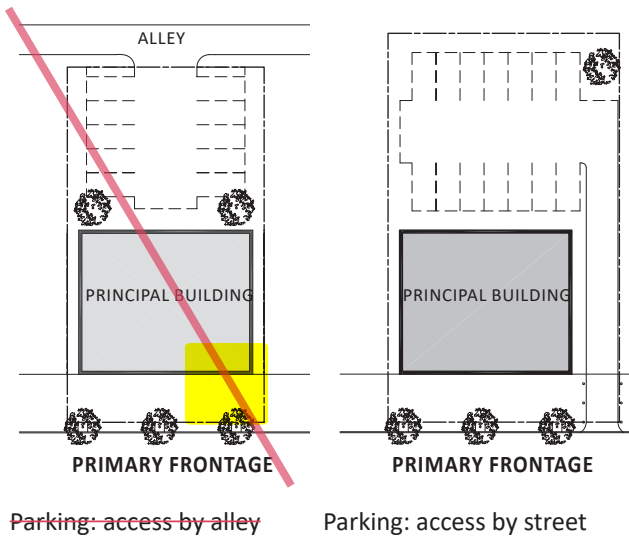 ALLEY
PRINCIPAL BUILDING
PRINCIPAL BUILDING
PRIMARY FRONTAGE
PRIMARY FRONTAGE
Parking: access by alley
Parking: access by street